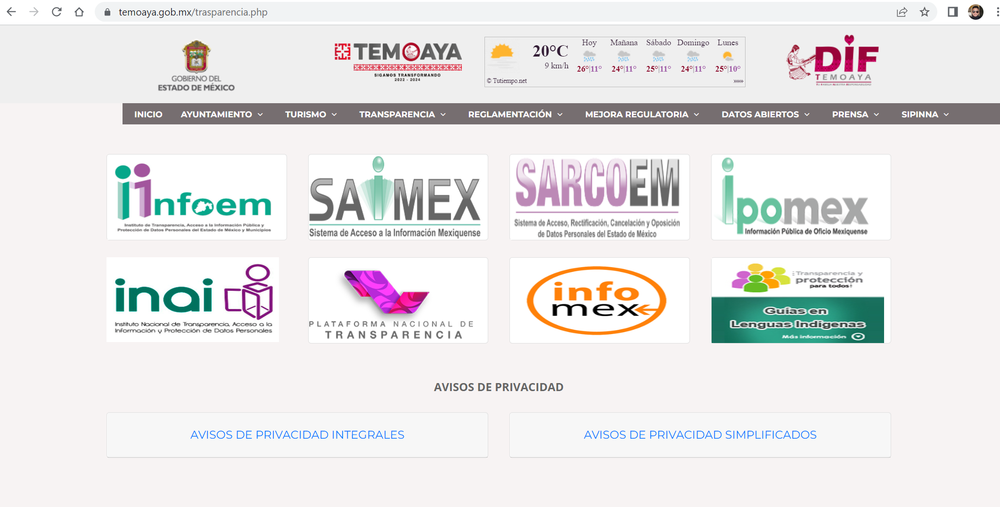 temoaya.gob.mx/trasparencia.php
GOBIERNO DEL
ESTADO DE MÉXICO
TEMOAYA
SIGAMOS TRANSFORMANDO
2022 - 2024
20°C
9 km/h
Hoy Mañana Sábado Domingo Lunes
26°|11° 24°|11° 25°|11° 24°|11° 25°|10°
© Tutiempo.net »»»
DIF
TEMOAYA
TU FAMILIA NUESTRA RESPONSABILIDAD
INICIO AYUNTAMIENTO TURISMO TRANSPARENCIA REGLAMENTACIÓN MEJORA REGULATORIA DATOS ABIERTOS PRENSA SIPINNA
infoem
Instituto de Transparencia, Acceso a la Información Pública y
Protección de Datos Personales del Estado de México y Municipios
SAIMEX
Sistema de Acceso a la Información Mexiquense
SARCOEM
Sistema de Acceso, Rectificación, Cancelación y Oposición
de Datos Personales del Estado de México
ipomex
Información Pública de Oficio Mexiquense
inai
Instituto Nacional de Transparencia, Acceso a la
Información y Protección de Datos Personales
PLATAFORMA NACIONAL DE
TRANSPARENCIA
info
mex
Transparencia y
protección
para todos
Guías en
Lenguas Indígenas
Más información
AVISOS DE PRIVACIDAD
AVISOS DE PRIVACIDAD INTEGRALES
AVISOS DE PRIVACIDAD SIMPLIFICADOS